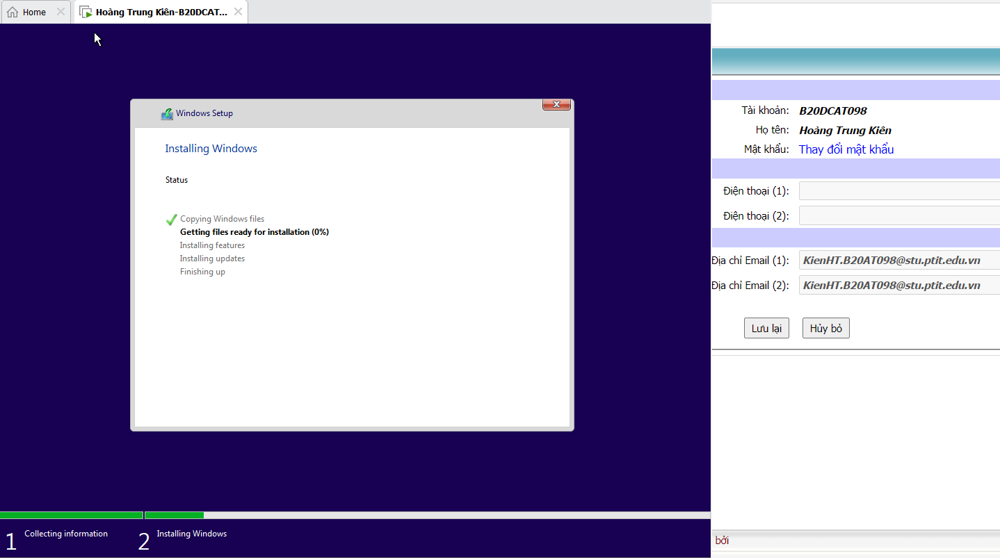 Home
Hoàng Trung Kiên-B20DCAT...
Windows Setup
Installing Windows
Status
Copying Windows files
Getting files ready for installation (0%)
Installing features
Installing updates
Finishing up
1 Collecting information
2 Installing Windows
Tài khoản: B20DCAT098
Họ tên: Hoàng Trung Kiên
Mật khẩu: Thay đổi mật khẩu
Điện thoại (1):
Điện thoại (2):
Địa chỉ Email (1): KienHT.B20AT098@stu.ptit.edu.vn
Địa chỉ Email (2): KienHT.B20AT098@stu.ptit.edu.vn
Lưu lại Hủy bỏ
bởi